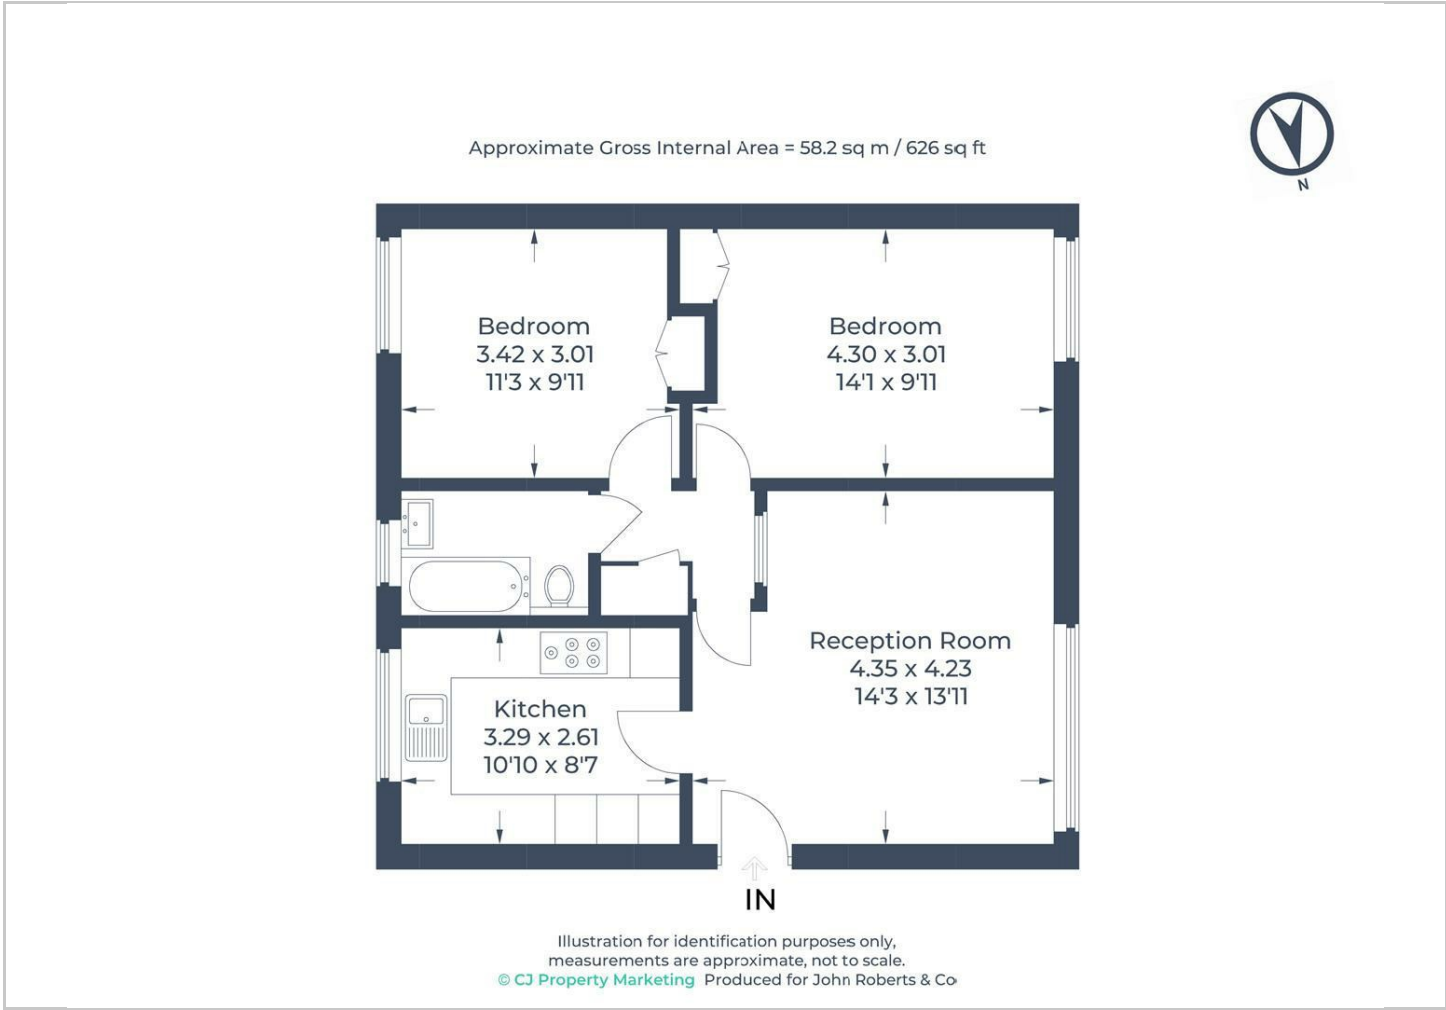 Approximate Gross Internal Area = 58.2 sq m / 626 sq ft
N
Bedroom
3.42 x 3.01
11'3 x 9'11
Bedroom
4.30 x 3.01
14'1 x 9'11
Reception Room
4.35 x 4.23
14'3 x 13'11
Kitchen
3.29 x 2.61
10'10 x 8'7
IN
Illustration for identification purposes only,
measurements are approximate, not to scale.
© CJ Property Marketing Produced for John Roberts & Co